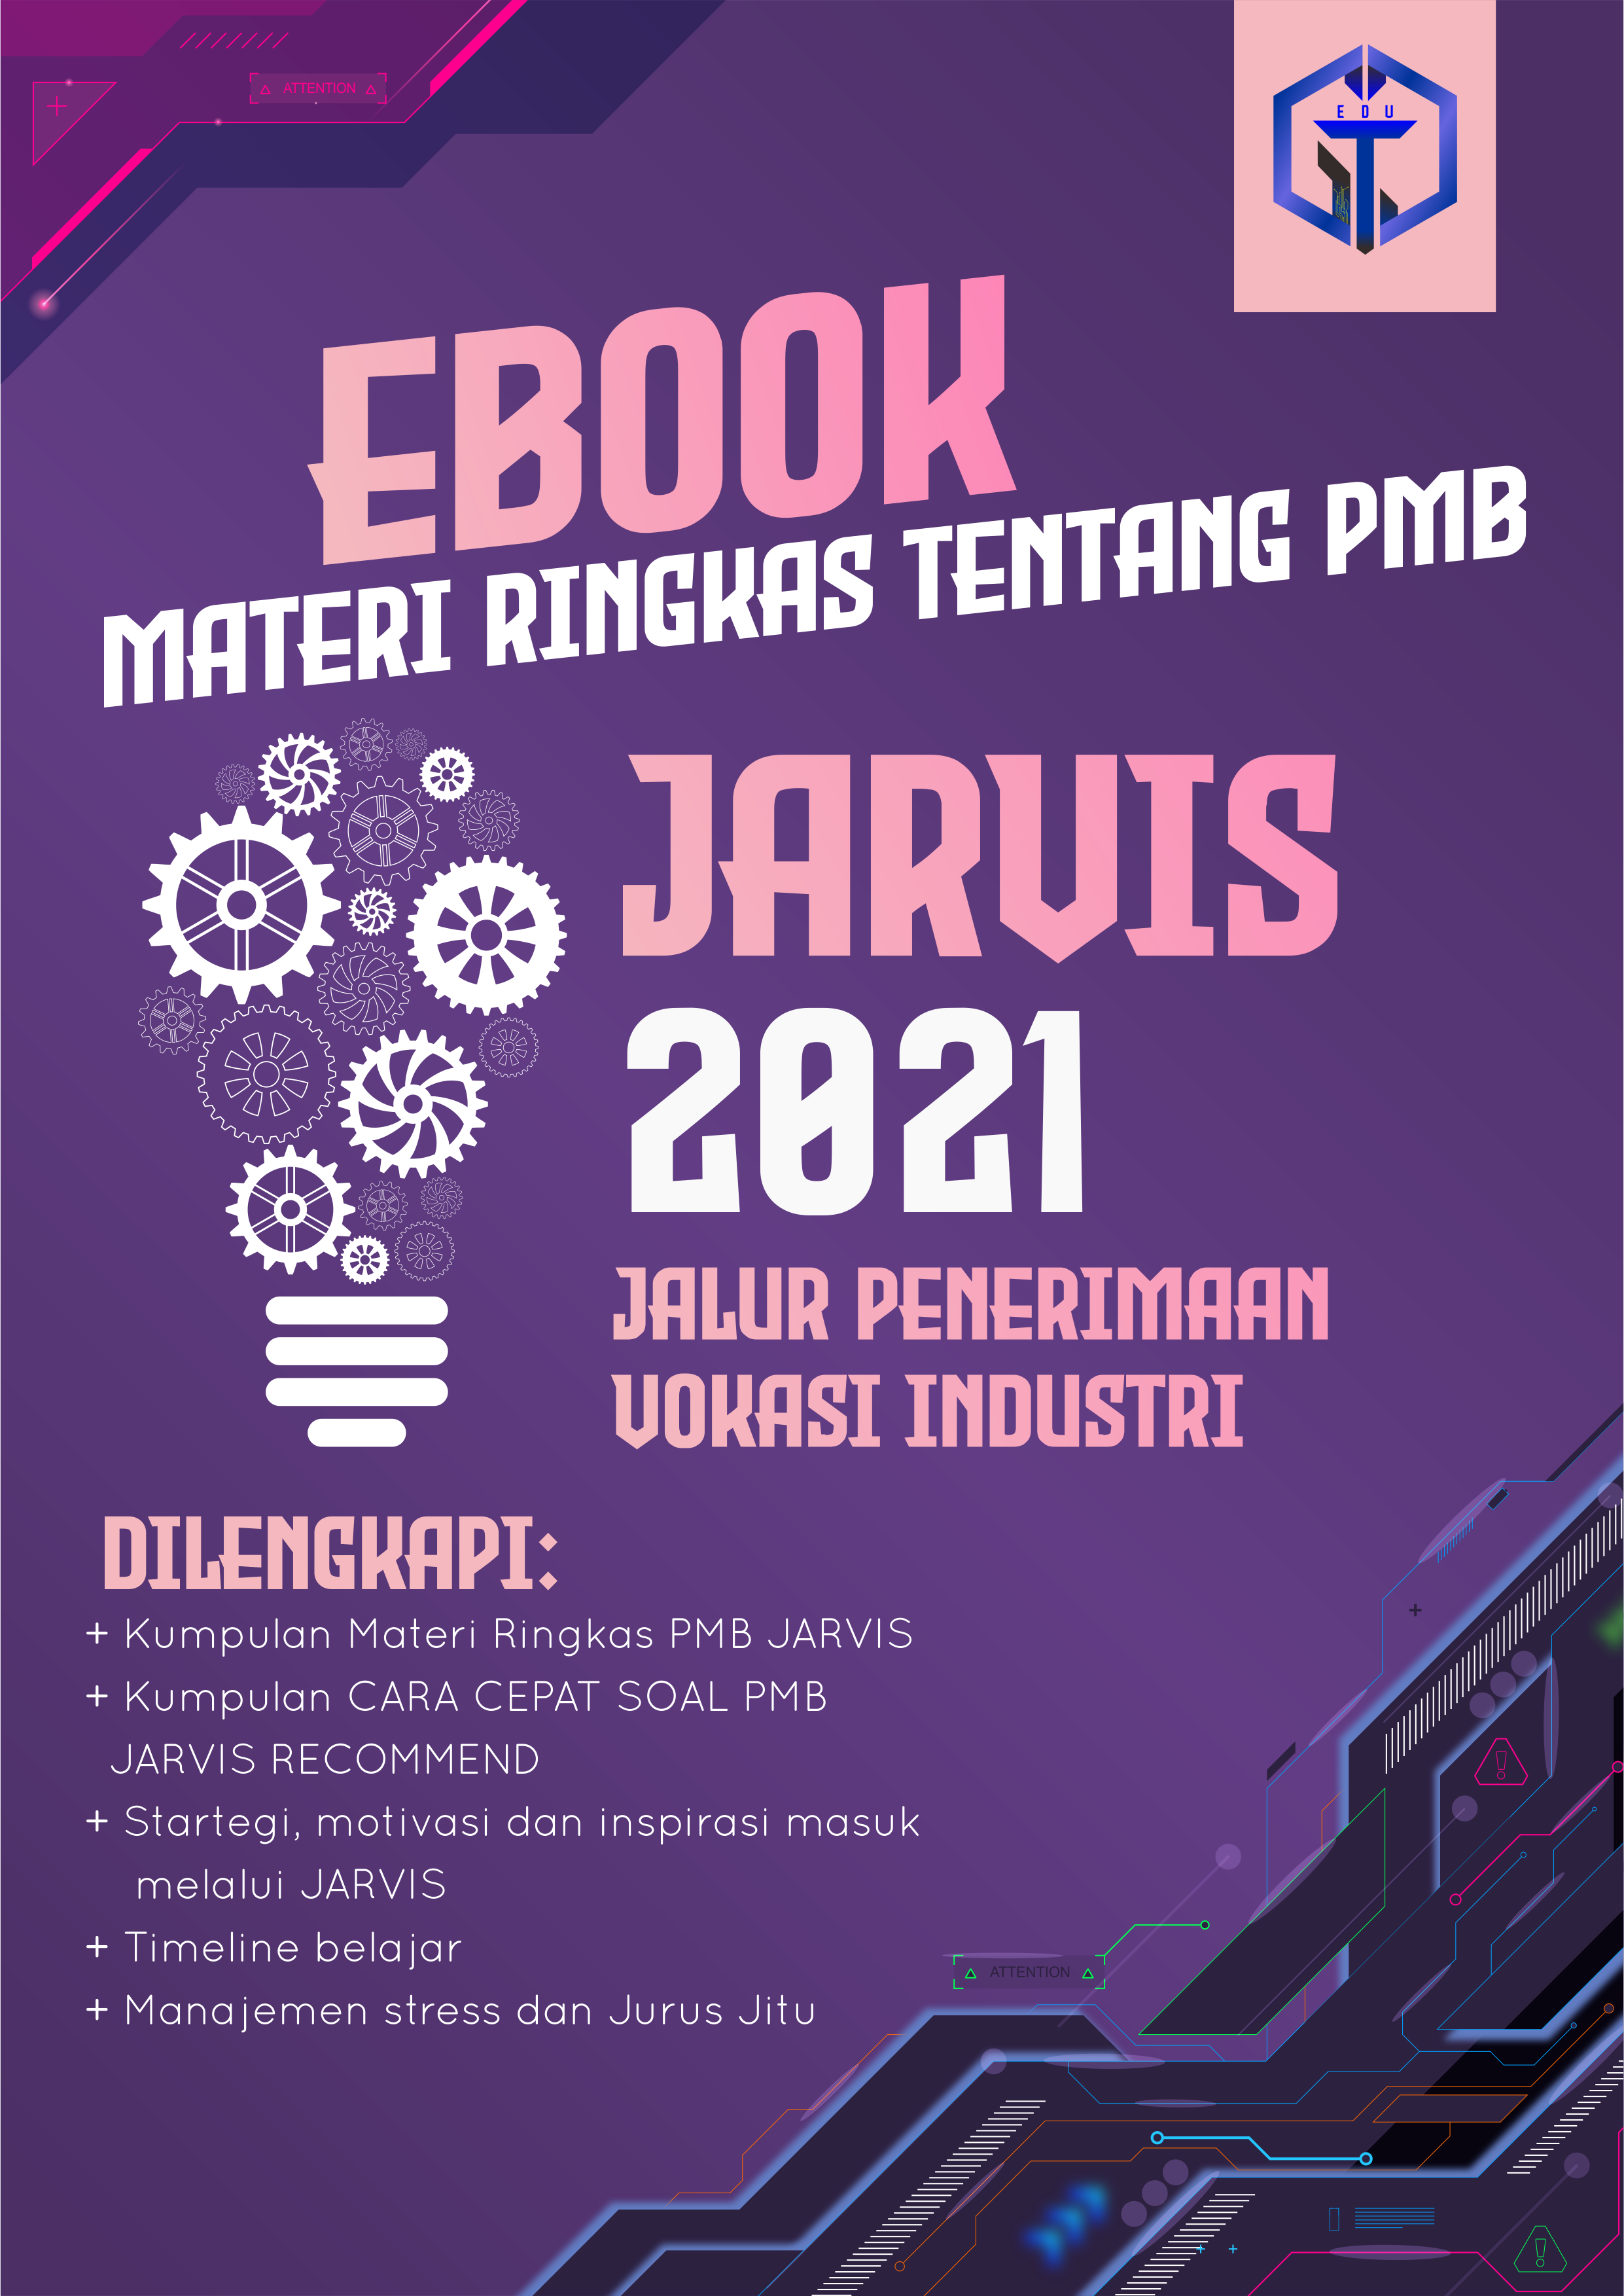 ATTENTION
EDU
EBOOK
MATERI RINGKAS TENTANG PMB
JARVIS
2021
JALUR PENERIMAAN
VOKASI INDUSTRI
DILENGKAPI:
+ Kumpulan Materi Ringkas PMB JARVIS
+ Kumpulan CARA CEPAT SOAL PMB
JARVIS RECOMMEND
+ Startegi, motivasi dan inspirasi masuk
melalui JARVIS
+ Timeline belajar
+ Manajemen stress dan Jurus Jitu
ATTENTION